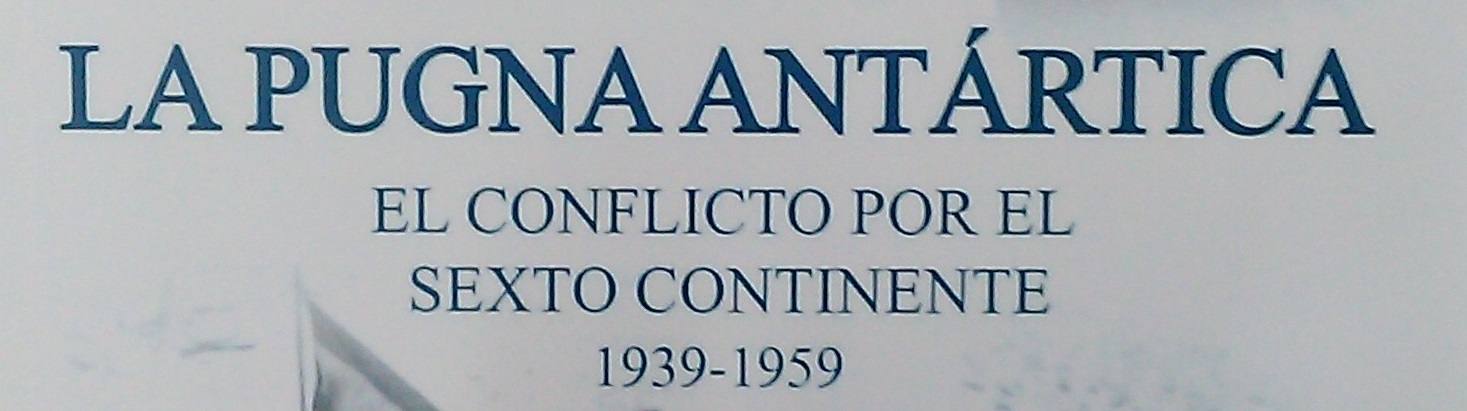 LA PUGNA ANTÁRTICA
EL CONFLICTO POR EL
SEXTO CONTINENTE
1939-1959